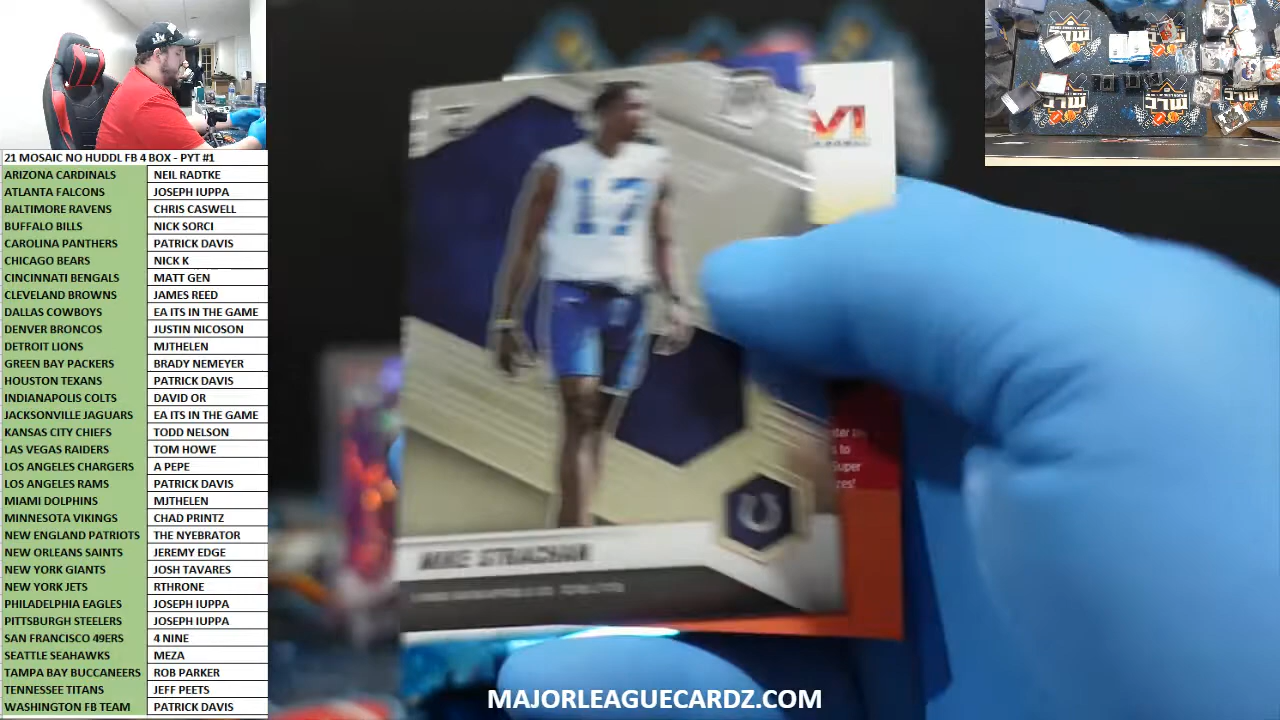 21 MOSAIC NO HUDDL FB 4 BOX - PYT #1
ARIZONA CARDINALS NEIL RADTKE
ATLANTA FALCONS JOSEPH IUPPA
BALTIMORE RAVENS CHRIS CASWELL
BUFFALO BILLS NICK SORCI
CAROLINA PANTHERS PATRICK DAVIS
CHICAGO BEARS NICK K
CINCINNATI BENGALS MATT GEN
CLEVELAND BROWNS JAMES REED
DALLAS COWBOYS EA ITS IN THE GAME
DENVER BRONCOS JUSTIN NICOSON
DETROIT LIONS MJTHELEN
GREEN BAY PACKERS BRADY NEMEYER
HOUSTON TEXANS PATRICK DAVIS
INDIANAPOLIS COLTS DAVID OR
JACKSONVILLE JAGUARS EA ITS IN THE GAME
KANSAS CITY CHIEFS TODD NELSON
LAS VEGAS RAIDERS TOM HOWE
LOS ANGELES CHARGERS A PEPE
LOS ANGELES RAMS PATRICK DAVIS
MIAMI DOLPHINS MJTHELEN
MINNESOTA VIKINGS CHAD PRINTZ
NEW ENGLAND PATRIOTS THE NYEBRATOR
NEW ORLEANS SAINTS JEREMY EDGE
NEW YORK GIANTS JOSH TAVARES
NEW YORK JETS RTHRONE
PHILADELPHIA EAGLES JOSEPH IUPPA
PITTSBURGH STEELERS JOSEPH IUPPA
SAN FRANCISCO 49ERS 4 NINE
SEATTLE SEAHAWKS MEZA
TAMPA BAY BUCCANEERS ROB PARKER
TENNESSEE TITANS JEFF PEETS
WASHINGTON FB TEAM PATRICK DAVIS
17
MIKE STRACHAN
to
Super
MAJORLEAGUECARDZ.COM